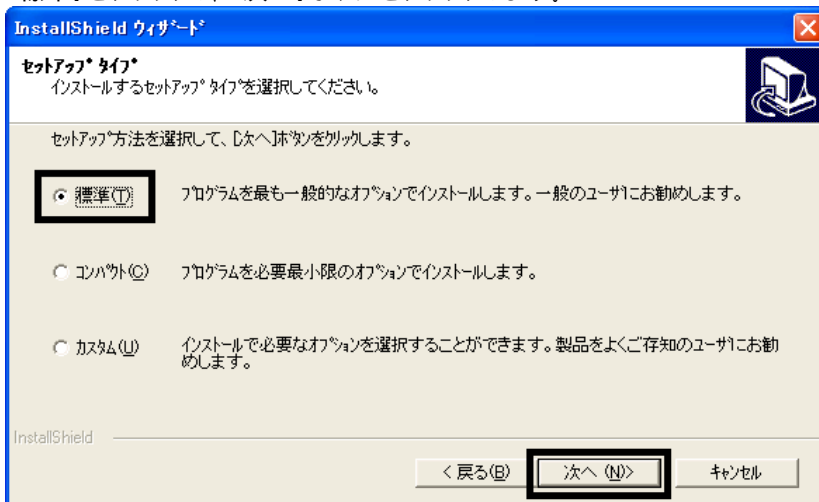 InstallShield ウィザード
セットアップ タイプ
インストールするセットアップ タイプを選択してください。
セットアップ方法を選択して、[次へ]ボタンをクリックします。
標準(T)
プログラムを最も一般的なオプションでインストールします。一般のユーザにお勧めします。
コンパクト(C)
プログラムを必要最小限のオプションでインストールします。
カスタム(U)
インストールで必要なオプションを選択することができます。製品をよくご存知のユーザにお勧
めします。
InstallShield
< 戻る(B)
次へ (N)>
キャンセル